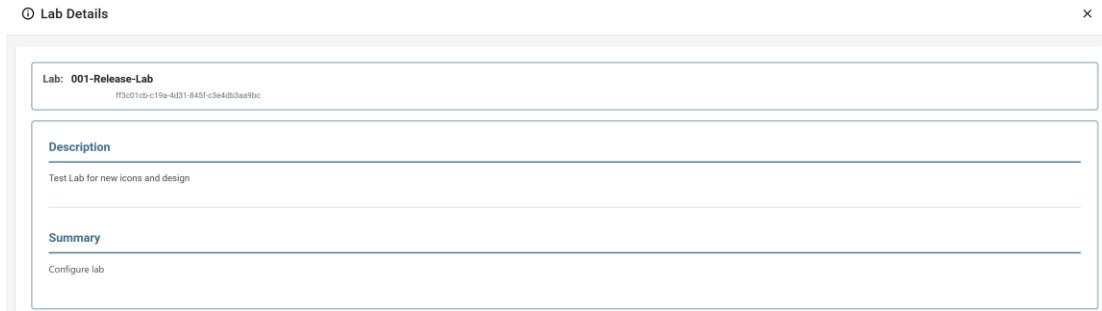 Lab Details
Lab: 001-Release-Lab
ff3c01cb-c19a-4d31-845f-c3e4db3aa9bc
Description
Test Lab for new icons and design
Summary
Configure lab